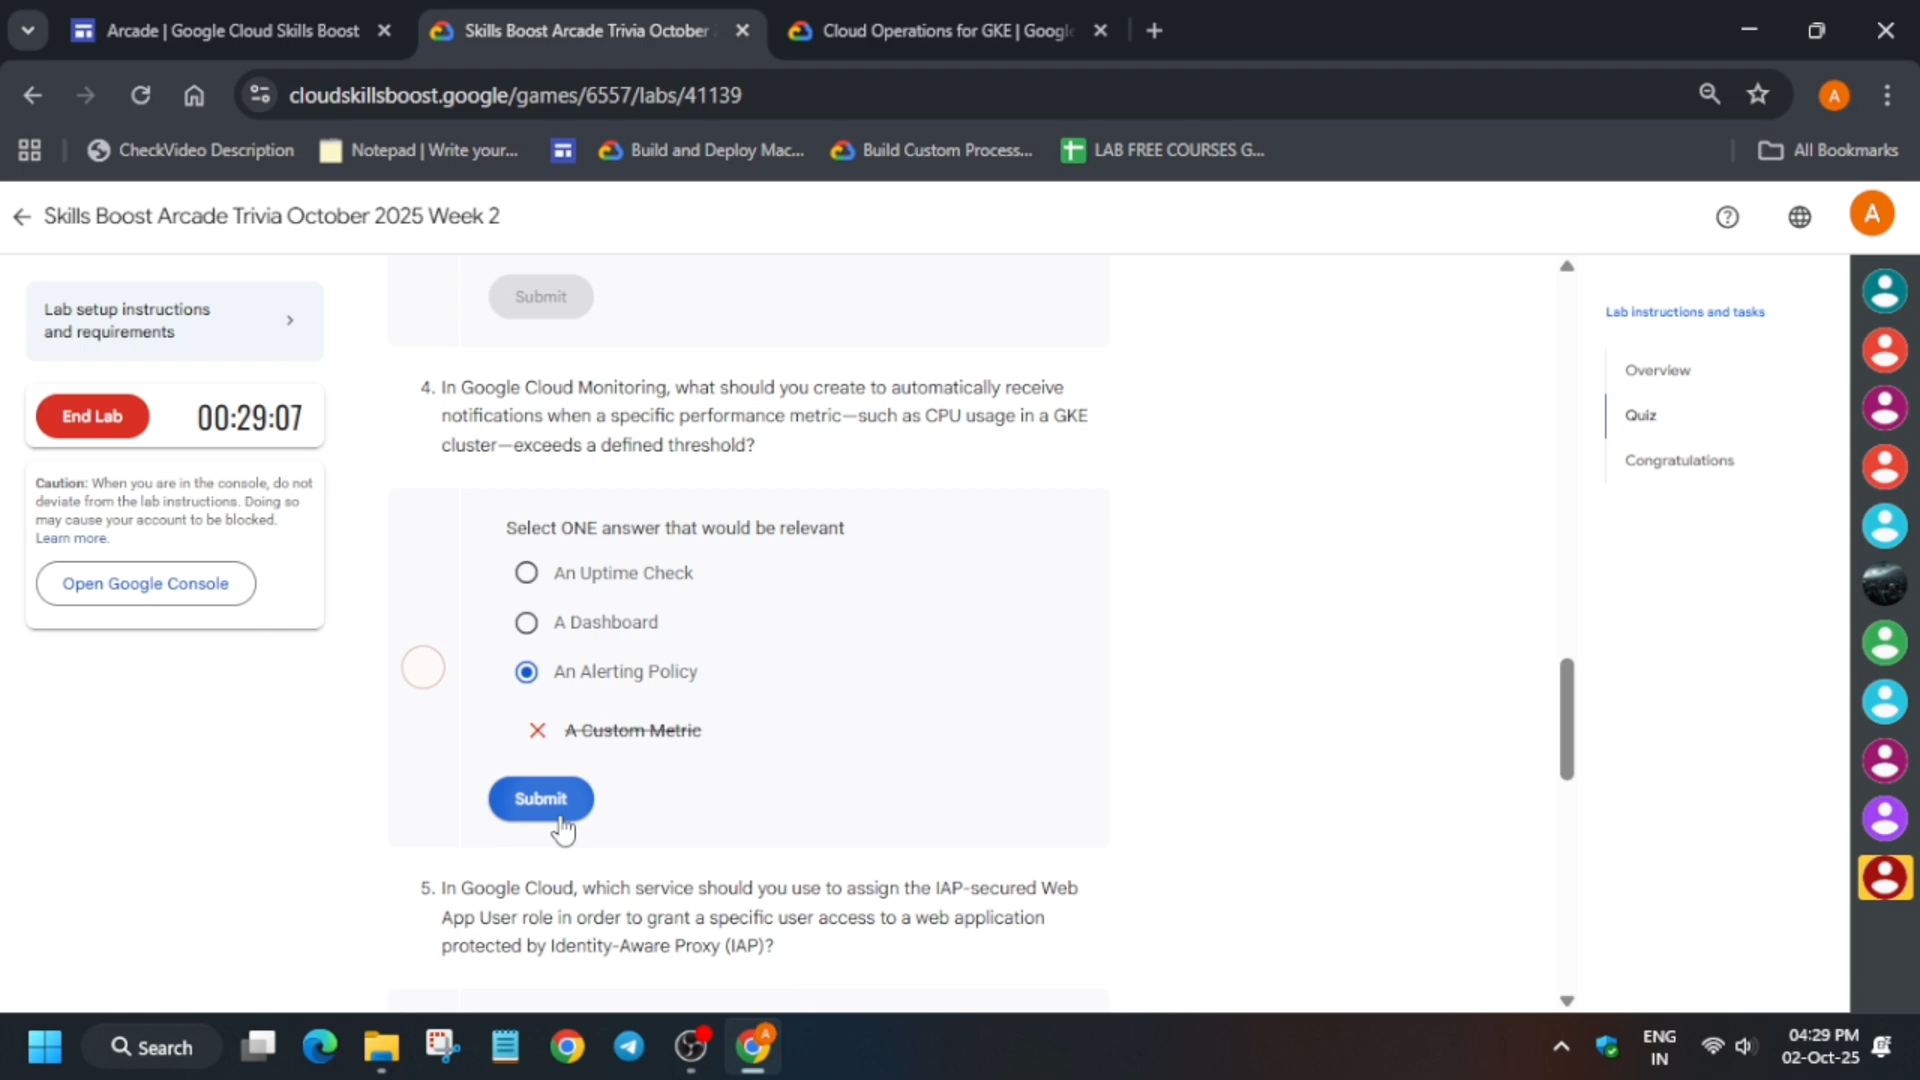 Arcade | Google Cloud Skills Boost
Skills Boost Arcade Trivia October
Cloud Operations for GKE | Googl
cloudskillsboost.google/games/6557/labs/41139
A
CheckVideo Description
Notepad | Write your...
Build and Deploy Mac...
Build Custom Process...
LAB FREE COURSES G...
All Bookmarks
Skills Boost Arcade Trivia October 2025 Week 2
A
Lab setup instructions
and requirements
End Lab
00:29:07
Caution: When you are in the console, do not
deviate from the lab instructions. Doing so
may cause your account to be blocked.
Learn more.
Open Google Console
Submit
4. In Google Cloud Monitoring, what should you create to automatically receive
notifications when a specific performance metric—such as CPU usage in a GKE
cluster—exceeds a defined threshold?
Select ONE answer that would be relevant
An Uptime Check
A Dashboard
An Alerting Policy
A Custom Metric
Submit
5. In Google Cloud, which service should you use to assign the IAP-secured Web
App User role in order to grant a specific user access to a web application
protected by Identity-Aware Proxy (IAP)?
Lab instructions and tasks
Overview
Quiz
Congratulations
Search
A
ENG
IN
04:29 PM
02-Oct-25